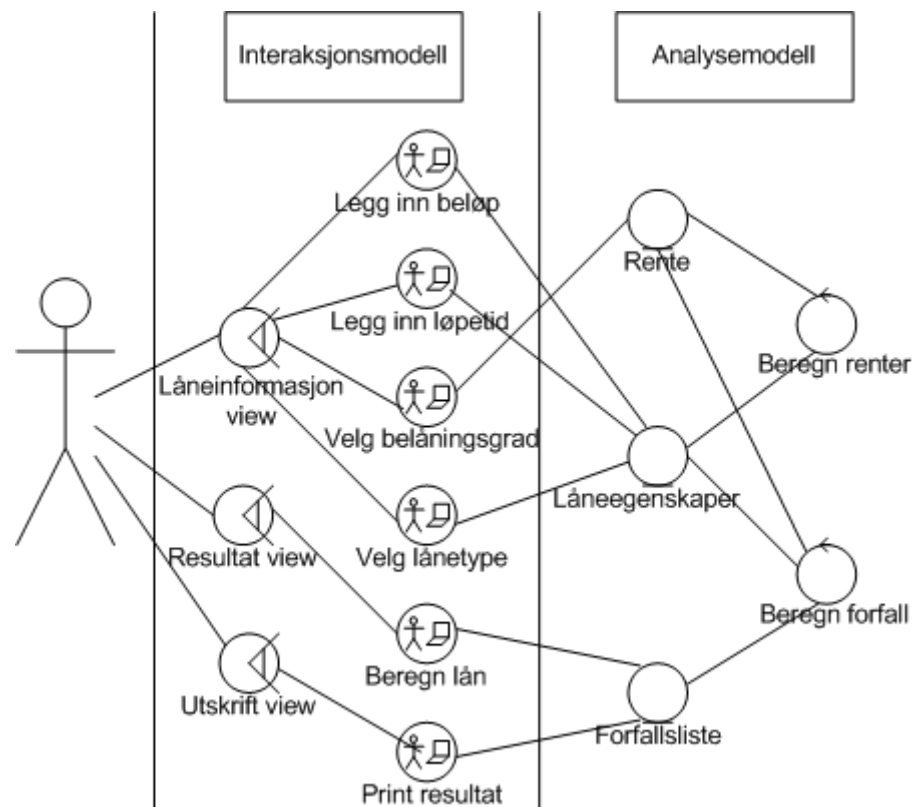 Interaksjonsmodell
Analysemodell
Legg inn beløp
Rente
Legg inn løpetid
Beregn renter
Låneinformasjon
view
Velg belåningsgrad
Låneegenskaper
Resultat view
Velg lånetype
Beregn forfall
Beregn lån
Utskrift view
Forfallsliste
Print resultat